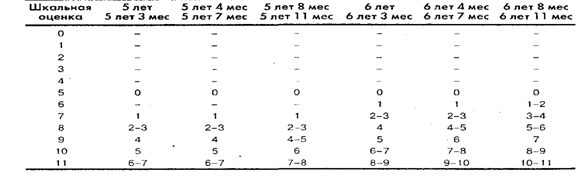 Шкальная 5 лет 5 лет 4 мес 5 лет 8 мес 6 лет 6 лет 4 мес 6 лет 8 мес
оценка 5 лет 3 мес 5 лет 7 мес 5 лет 11 мес 6 лет 3 мес 6 лет 7 мес 6 лет 11 мес
0 – – – – – –
1 – – – – – –
2 – – – – – –
3 – – – – – –
4 – – – – – –
5 0 0 0 0 0 0
6 – – – 1 1 1–2
7 1 1 1 2–3 2–3 3–4
8 2–3 2–3 2–3 4 4–5 5–6
9 4 4 4–5 5 6 7
10 5 5 6 6–7 7–8 8–9
11 6–7 6–7 7–8 8–9 9–10 10–11